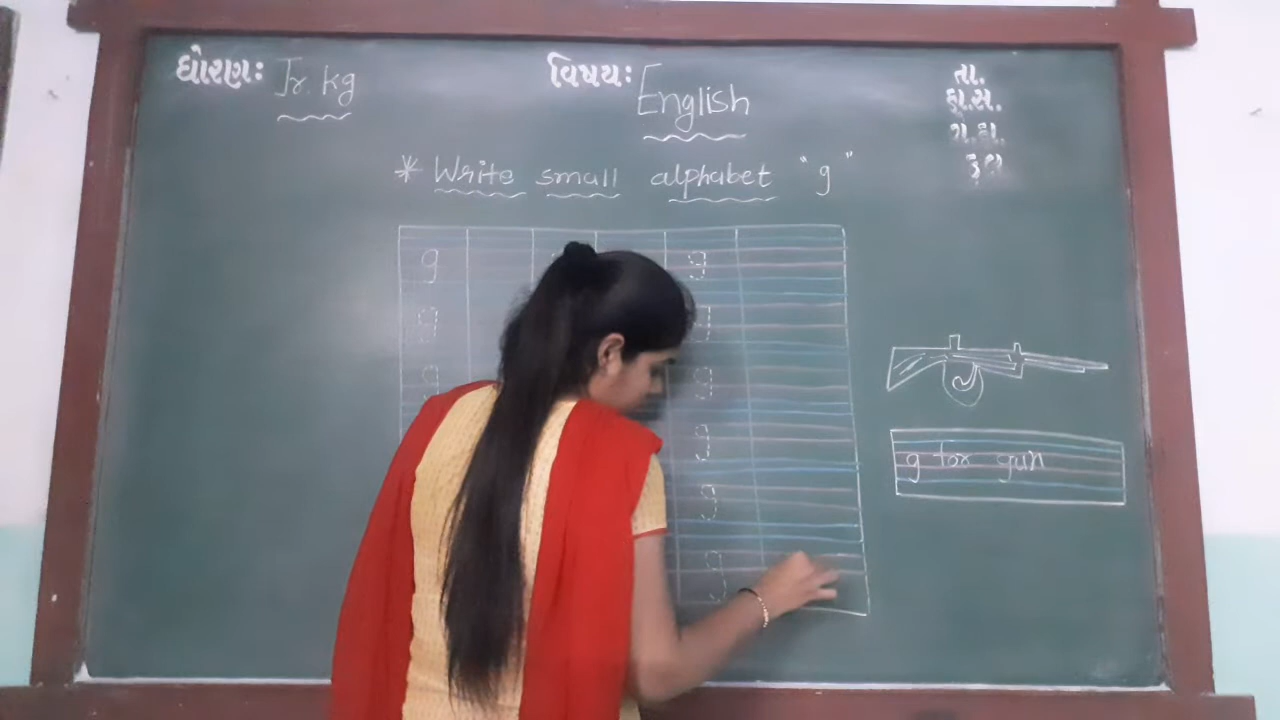 ધોરણ: Jr. kg
વિષય: English
તા.
હા.સ.
ગ.હા.
કુલ
* Write small alphabet "g"
g g
g g
g g
g
g
g
g for gun